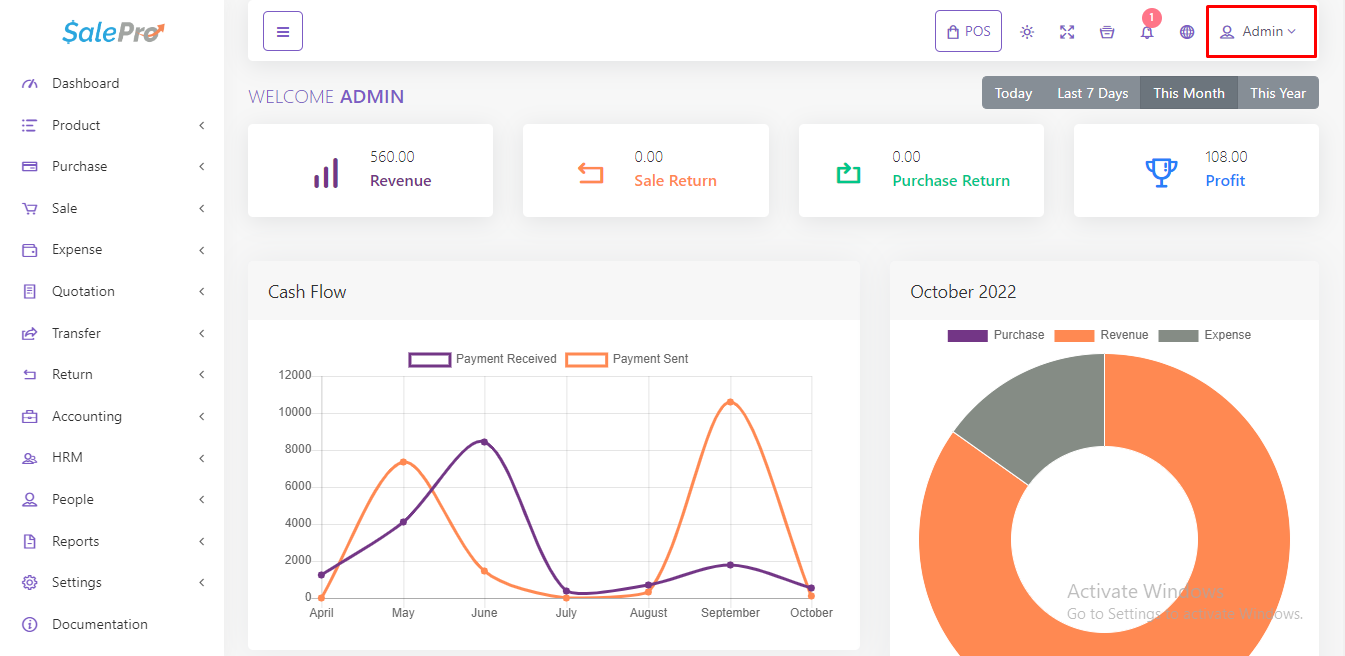 SalePro
POS
1
Admin
Dashboard
Product
Purchase
Sale
Expense
Quotation
Transfer
Return
Accounting
HRM
People
Reports
Settings
Documentation
WELCOME ADMIN
Today Last 7 Days This Month This Year
560.00
Revenue
0.00
Sale Return
0.00
Purchase Return
108.00
Profit
Cash Flow
Payment Received Payment Sent
12000
10000
8000
6000
4000
2000
0
April May June July August September October
October 2022
Purchase Revenue Expense
Activate Windows
Go to Settings to activate Windows.